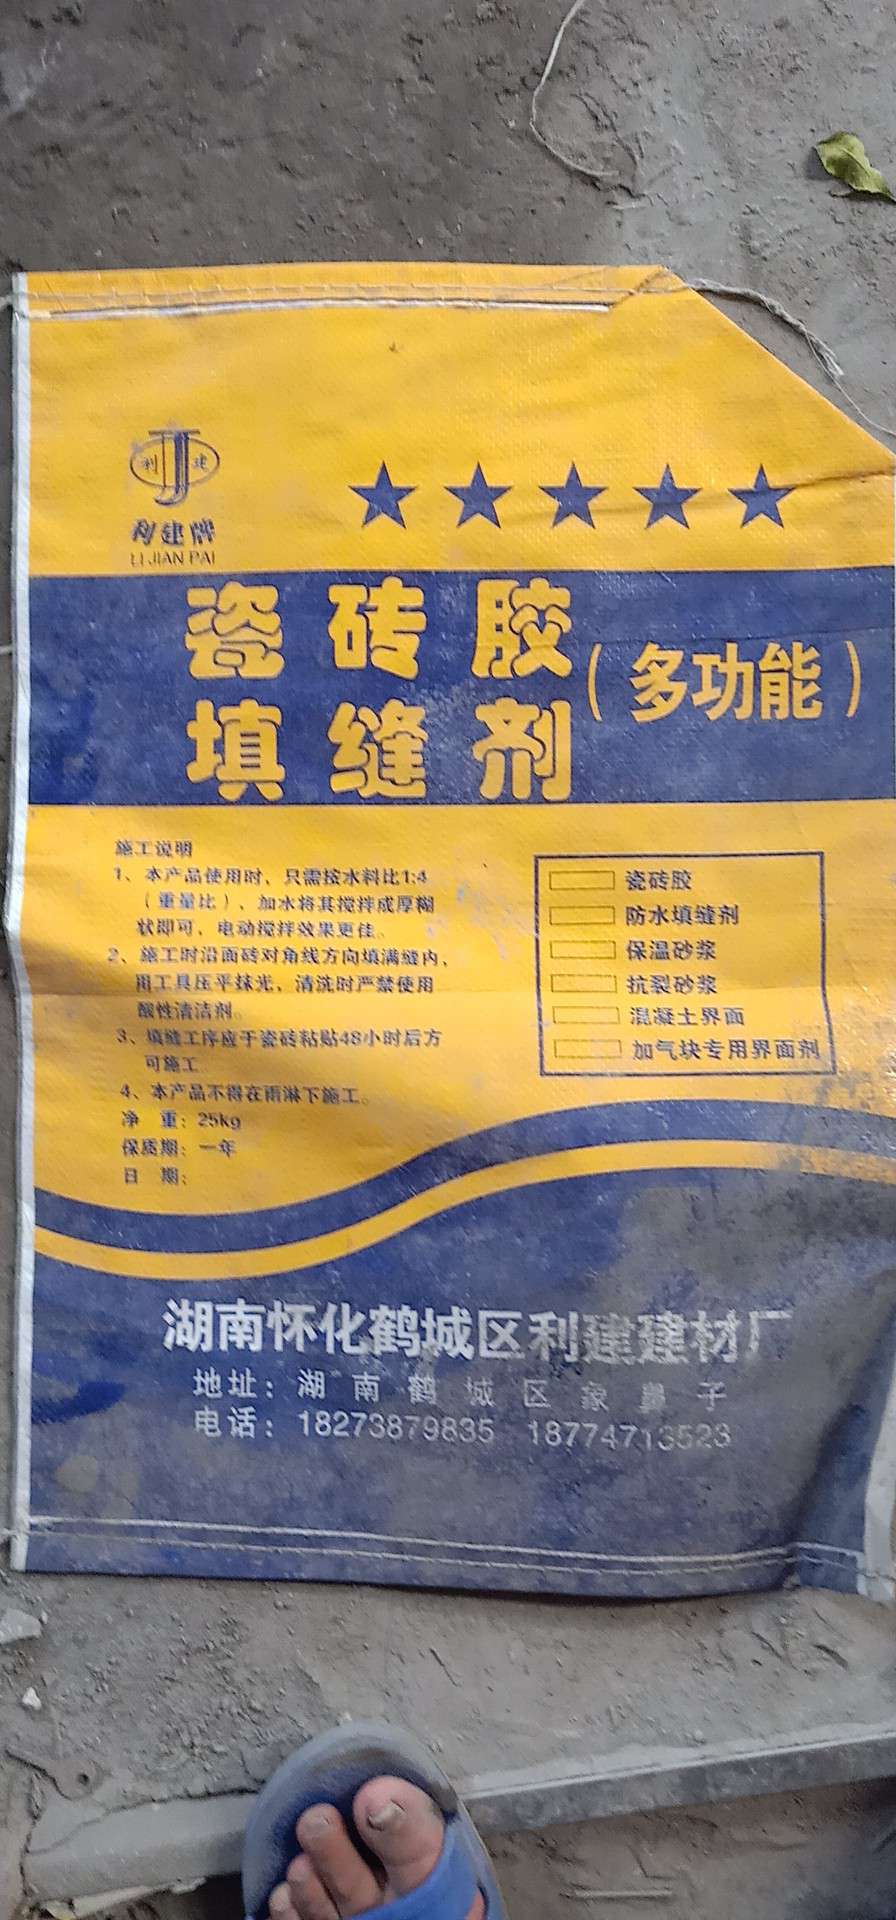 利 建
利建牌
LI JIAN PAI
瓷砖胶
填缝剂
(多功能)
施工说明
1、本产品使用时，只需按水料比1:4
（重量比），加水将其搅拌成厚糊
状即可，电动搅拌效果更佳。
2、施工时沿面砖对角线方向填满缝内，
用工具压平抹光，清洗时严禁使用
酸性清洁剂。
3、填缝工序应于瓷砖粘贴48小时后方
可施工
4、本产品不得在雨淋下施工。
净 重：25kg
保质期：一年
日 期：
瓷砖胶
防水填缝剂
保温砂浆
抗裂砂浆
混凝土界面
加气块专用界面剂
湖南怀化鹤城区利建建材厂
地址：湖南鹤城区象鼻子
电话：18273879835 18774713523